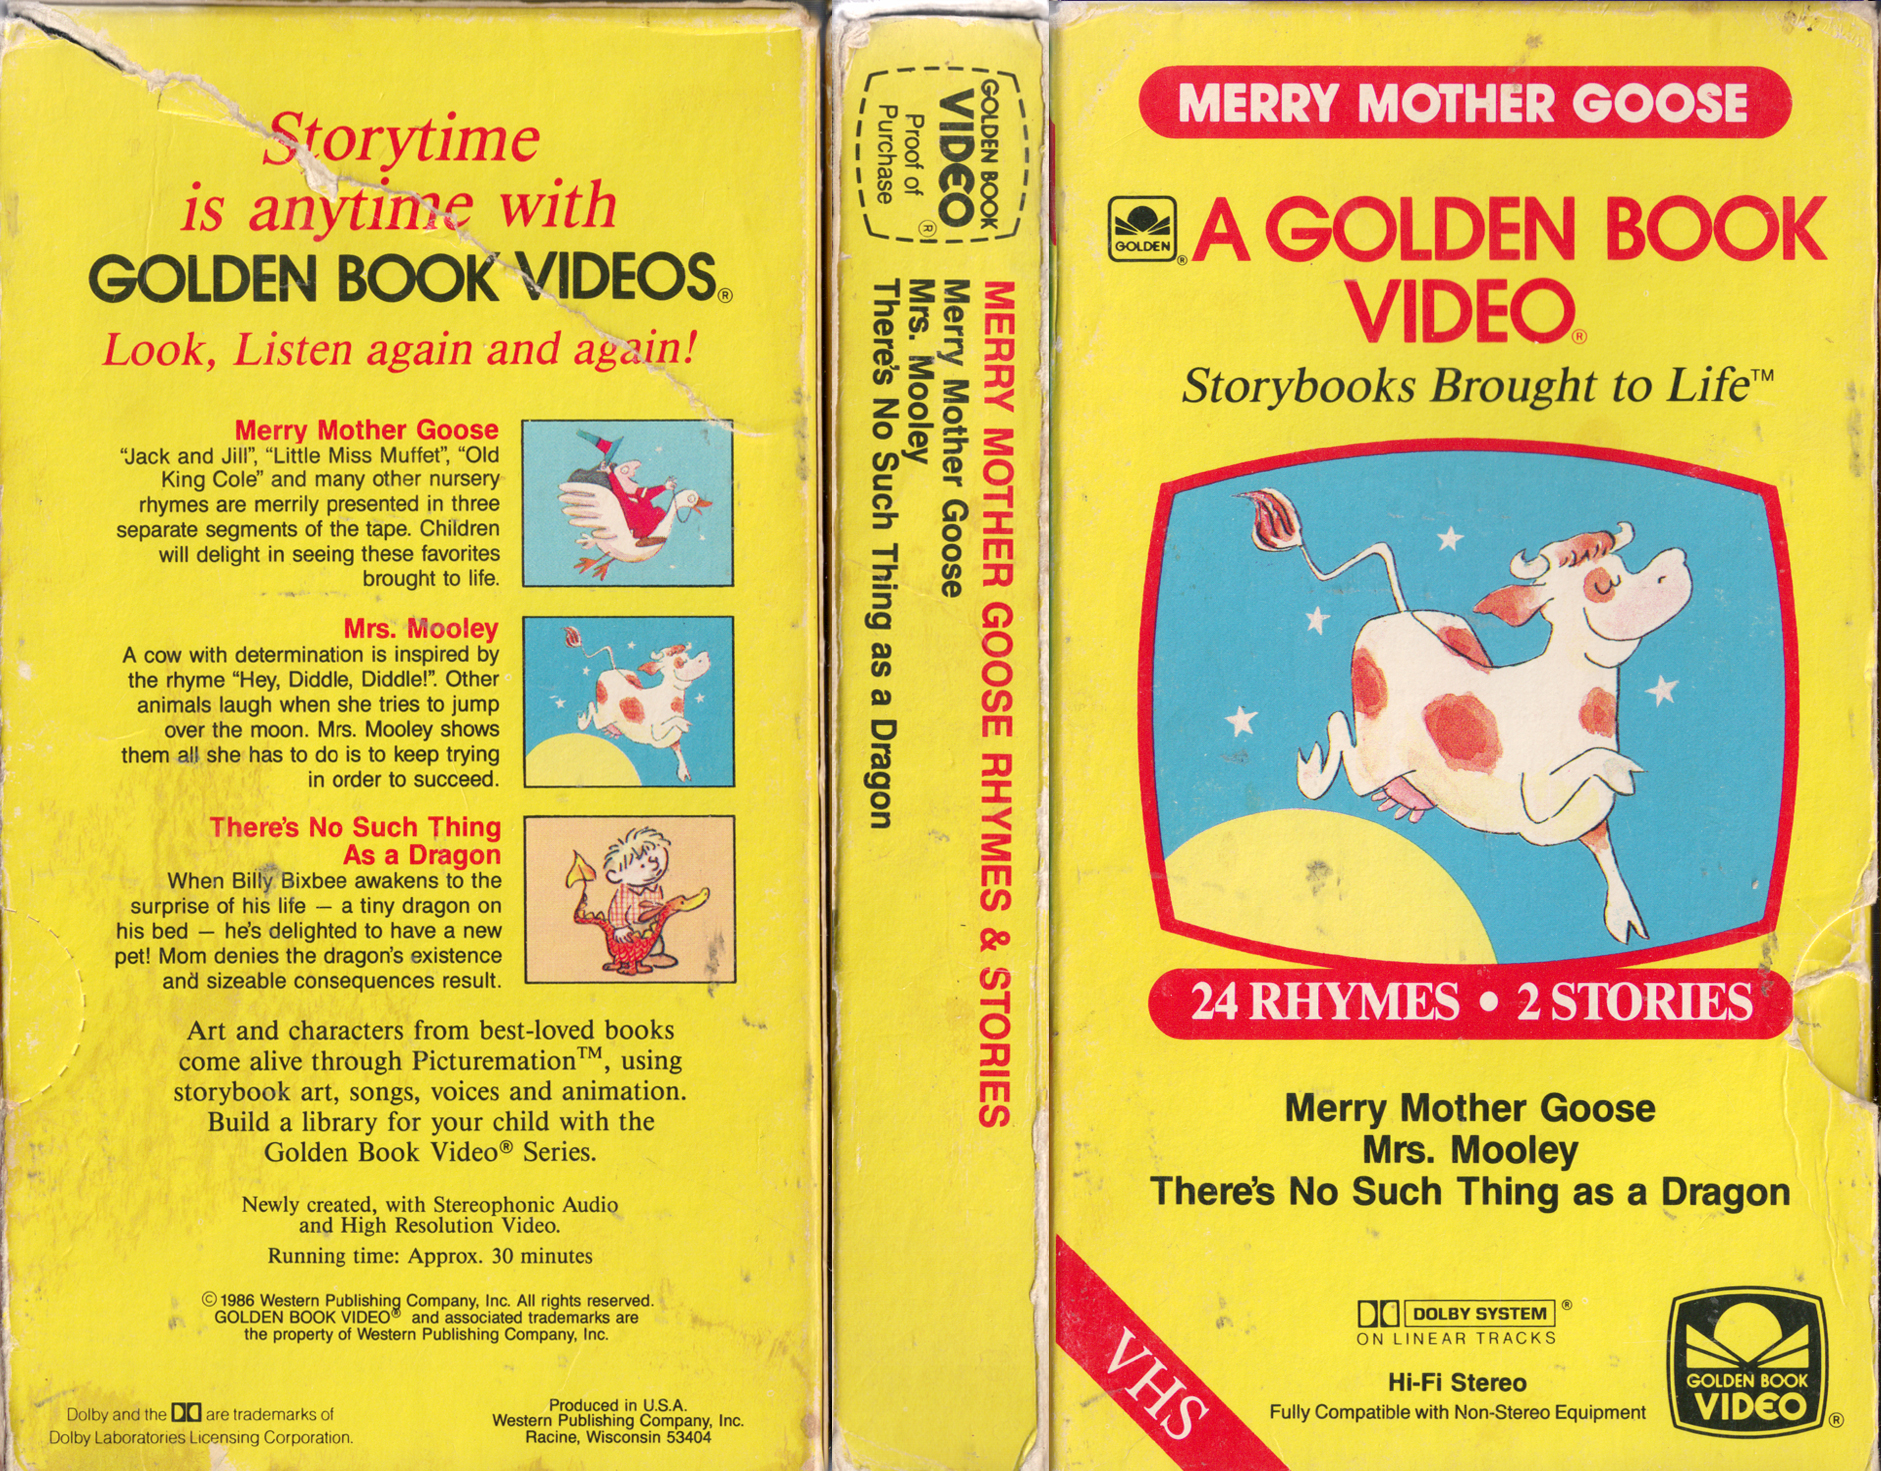 Storytime
is anytime with
GOLDEN BOOK VIDEOS®
Look, Listen again and again!
Merry Mother Goose
“Jack and Jill”, “Little Miss Muffet”, “Old
King Cole” and many other nursery
rhymes are merrily presented in three
separate segments of the tape. Children
will delight in seeing these favorites
brought to life.
Mrs. Mooley
A cow with determination is inspired by
the rhyme “Hey, Diddle, Diddle!”. Other
animals laugh when she tries to jump
over the moon. Mrs. Mooley shows
them all she has to do is to keep trying
in order to succeed.
There's No Such Thing
As a Dragon
When Billy Bixbee awakens to the
surprise of his life — a tiny dragon on
his bed — he's delighted to have a new
pet! Mom denies the dragon's existence
and sizeable consequences result.
Art and characters from best-loved books
come alive through Picturemation™, using
storybook art, songs, voices and animation.
Build a library for your child with the
Golden Book Video® Series.
Newly created, with Stereophonic Audio
and High Resolution Video.
Running time: Approx. 30 minutes
© 1986 Western Publishing Company, Inc. All rights reserved.
GOLDEN BOOK VIDEO® and associated trademarks are
the property of Western Publishing Company, Inc.
Dolby and the DD are trademarks of
Dolby Laboratories Licensing Corporation.
Produced in U.S.A.
Western Publishing Company, Inc.
Racine, Wisconsin 53404
GOLDEN BOOK
VIDEO®
Proof of
Purchase
MERRY MOTHER GOOSE RHYMES & STORIES
Merry Mother Goose
Mrs. Mooley
There's No Such Thing as a Dragon
MERRY MOTHER GOOSE
GOLDEN®
A GOLDEN BOOK
VIDEO®
Storybooks Brought to Life™
24 RHYMES • 2 STORIES
Merry Mother Goose
Mrs. Mooley
There's No Such Thing as a Dragon
VHS
DOLBY SYSTEM®
ON LINEAR TRACKS
Hi-Fi Stereo
Fully Compatible with Non-Stereo Equipment
GOLDEN BOOK
VIDEO®